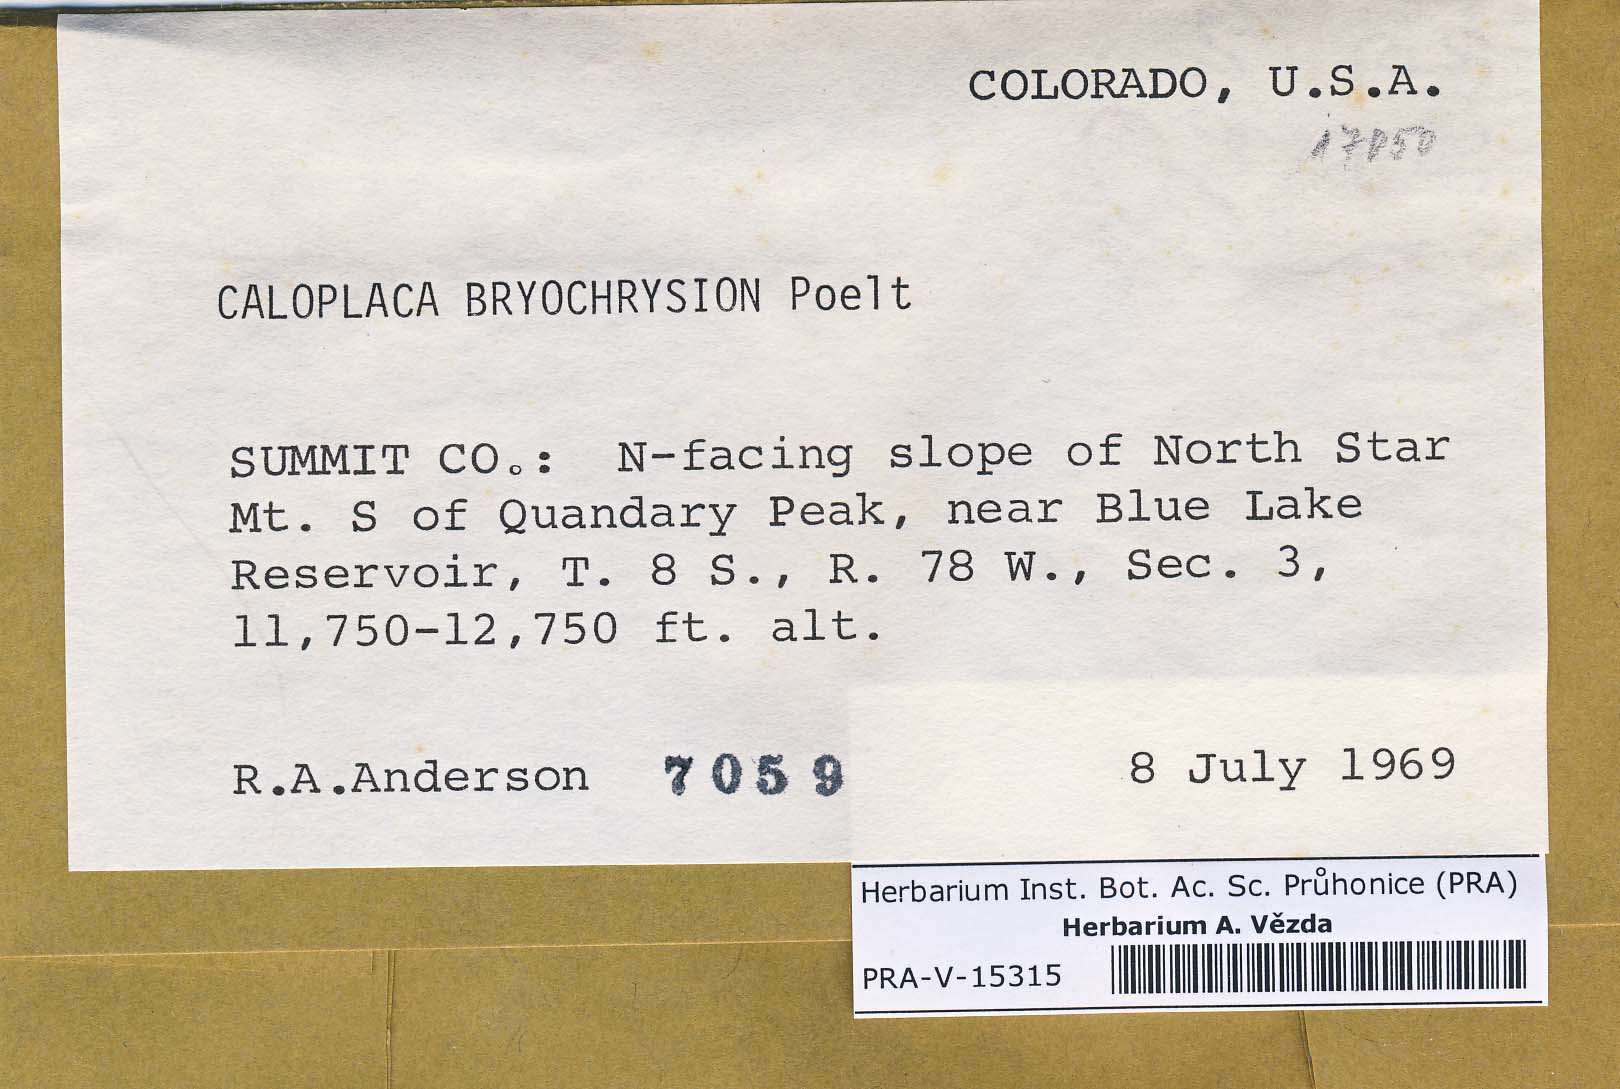 COLORADO, U.S.A.
CALOPLACA BRYOCHRYSION Poelt
SUMMIT CO.: N-facing slope of North Star
Mt. S of Quandary Peak, near Blue Lake
Reservoir, T. 8 S., R. 78 W., Sec. 3,
11,750-12,750 ft. alt.
R.A.Anderson 7059 8 July 1969
Herbarium Inst. Bot. Ac. Sc. Průhonice (PRA)
Herbarium A. Vězda
PRA-V-15315